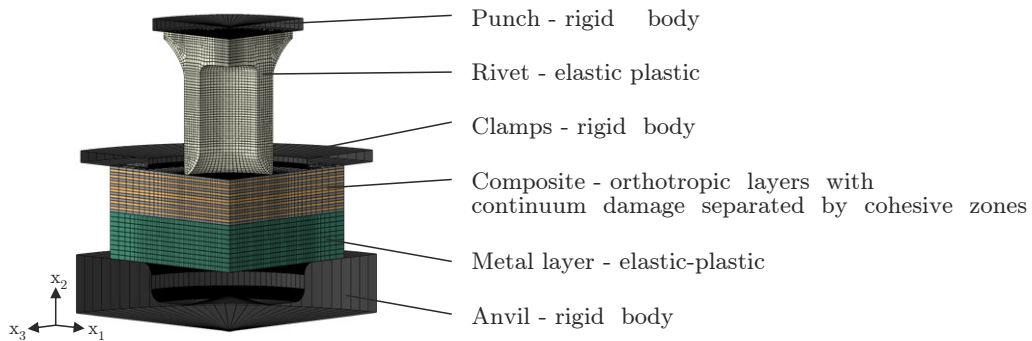 Punch - rigid body
Rivet - elastic plastic
Clamps - rigid body
Composite - orthotropic layers with
continuum damage separated by cohesive zones
Metal layer - elastic-plastic
Anvil - rigid body
x2
x3
x1